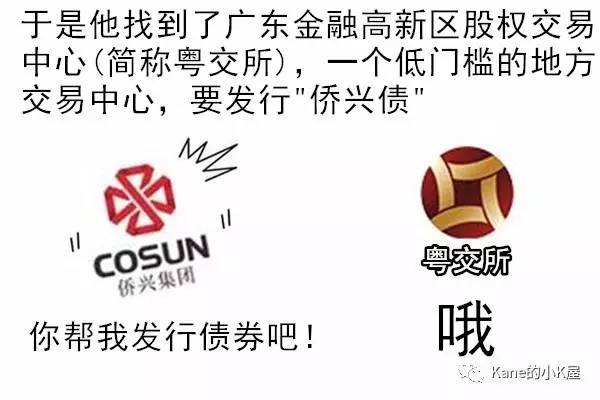 于是他找到了广东金融高新区股权交易
中心(简称粤交所)，一个低门槛的地方
交易中心，要发行"侨兴债"
COSUN
侨兴集团
粤交所
你帮我发行债券吧！
哦
Kane的小K屋